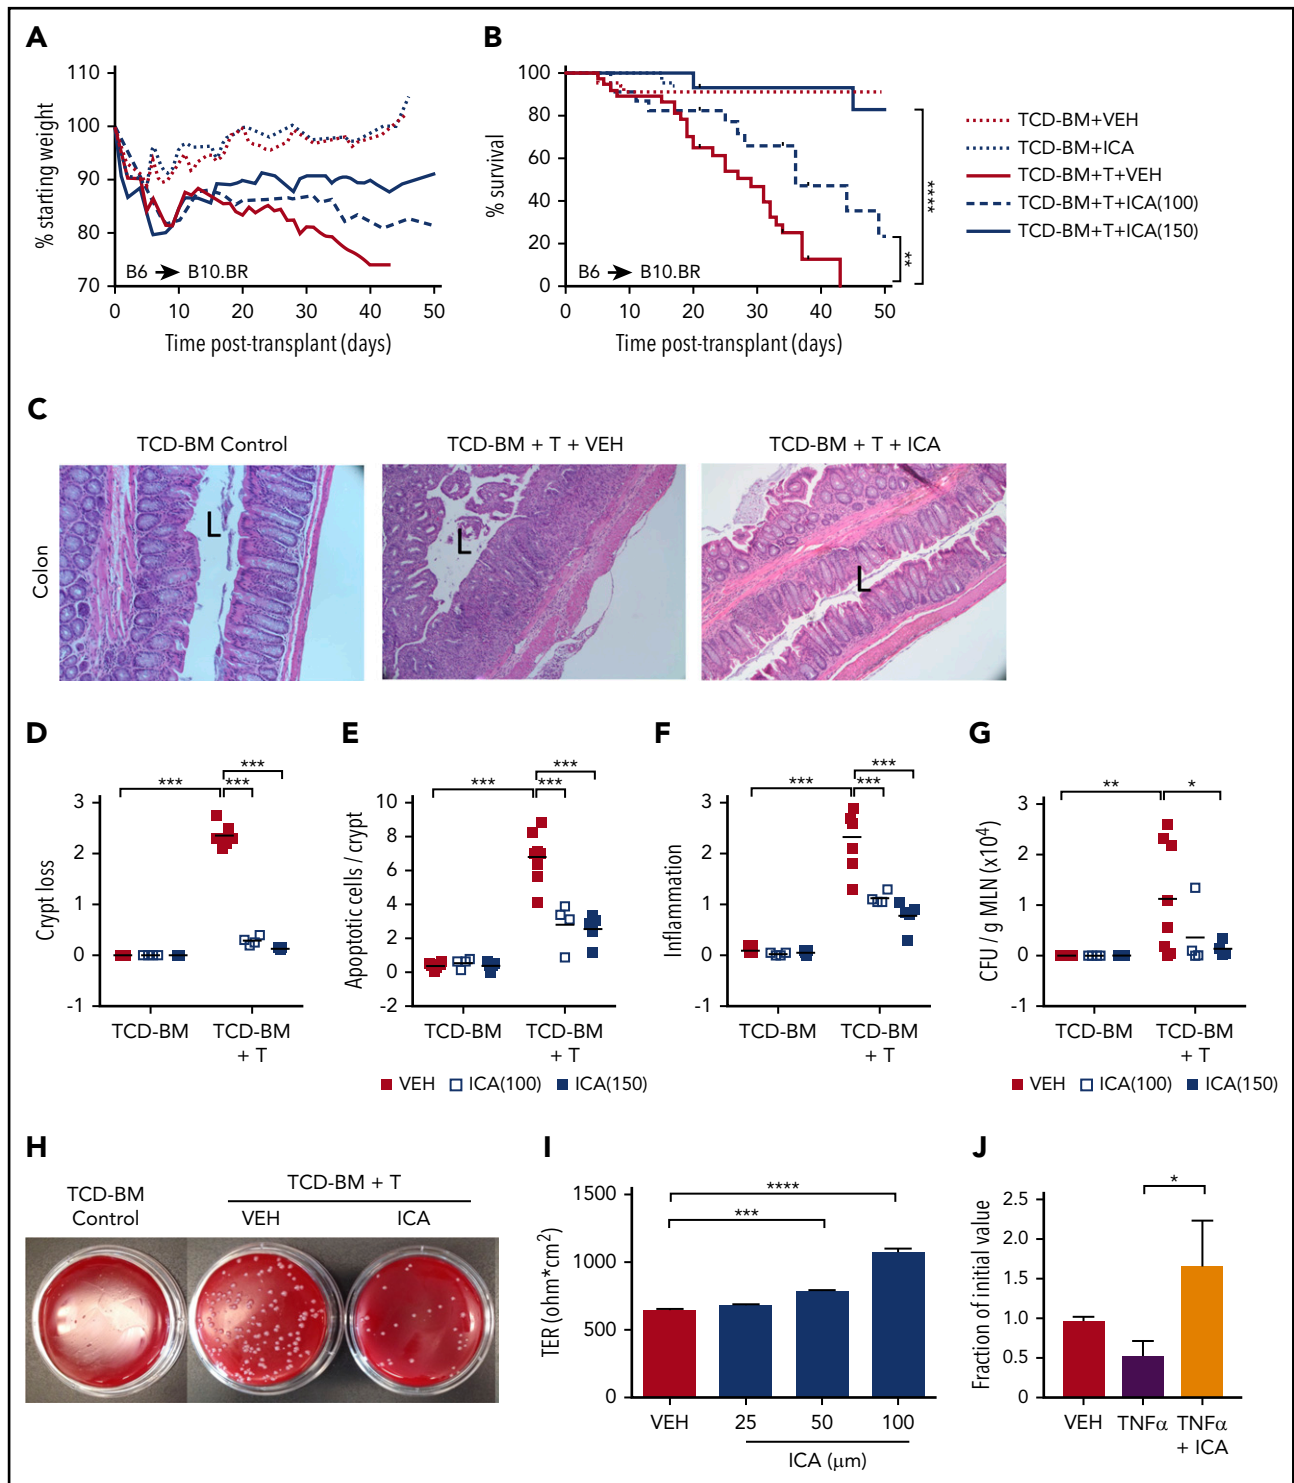 A
% starting weight
110
100
90
80
70
B6 → B10.BR
0 10 20 30 40 50
Time post-transplant (days)
B
% survival
100
80
60
40
20
0
B6 → B10.BR
0 10 20 30 40 50
Time post-transplant (days)
****
**
TCD-BM+VEH
TCD-BM+ICA
TCD-BM+T+VEH
TCD-BM+T+ICA(100)
TCD-BM+T+ICA(150)
C
TCD-BM Control
TCD-BM + T + VEH
TCD-BM + T + ICA
Colon
L
L
L
D
***
***
***
Crypt loss
3
2
1
0
-1
TCD-BM
TCD-BM
+ T
E
***
***
***
Apoptotic cells / crypt
10
8
6
4
2
0
-2
TCD-BM
TCD-BM
+ T
F
***
***
***
Inflammation
3
2
1
0
-1
TCD-BM
TCD-BM
+ T
VEH ICA(100) ICA(150)
G
**
*
CFU / g MLN (x10⁴)
3
2
1
0
-1
TCD-BM
TCD-BM
+ T
VEH ICA(100) ICA(150)
H
TCD-BM
Control
TCD-BM + T
VEH ICA
I
****
***
TER (ohm*cm²)
1500
1000
500
0
VEH 25 50 100
ICA (μm)
J
*
Fraction of initial value
2.5
2.0
1.5
1.0
0.5
0
VEH TNFα TNFα
+ ICA